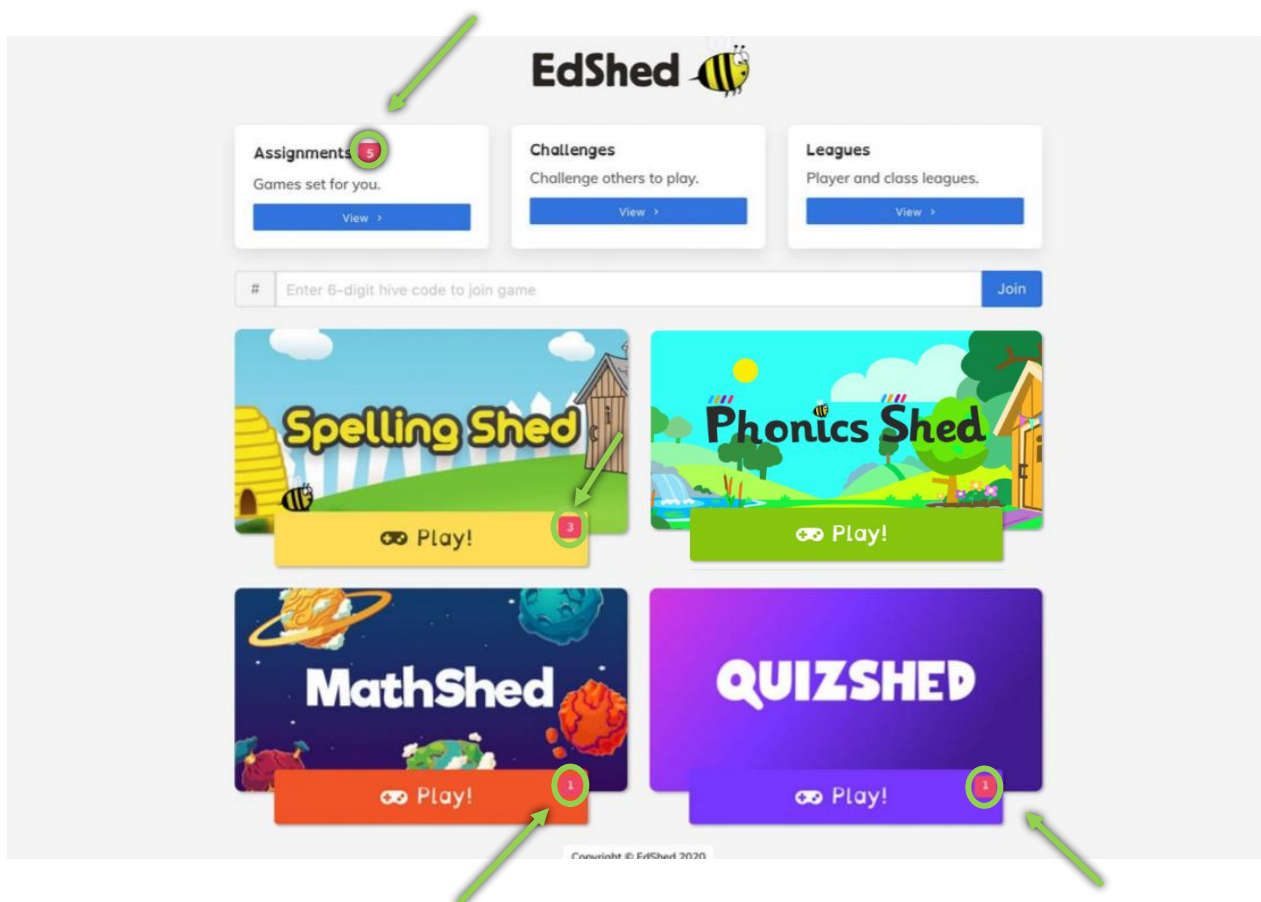 EdShed
Assignments 5
Games set for you.
View >
Challenges
Challenge others to play.
View >
Leagues
Player and class leagues.
View >
# Enter 6-digit hive code to join game Join
Spelling Shed
Play! 3
Phonics Shed
Play!
MathShed
Play! 1
QUIZSHED
Play! 1
Copyright © EdShed 2020